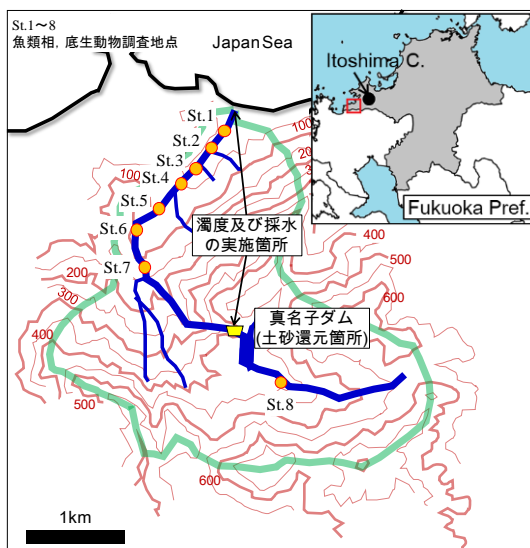 St.1～8
魚類相，底生動物調査地点
Japan Sea
Itoshima C.
Fukuoka Pref.
St.1
St.2
St.3
St.4
St.5
St.6
St.7
St.8
濁度及び採水
の実施箇所
真名子ダム
(土砂還元箇所)
100
100
200
300
400
500
600
400
500
600
1km